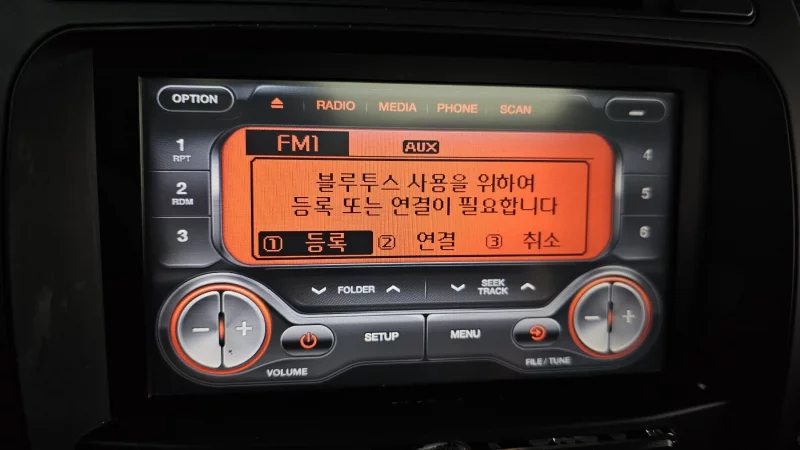 OPTION
RADIO MEDIA PHONE SCAN
FM1 AUX
1 RPT
2 RDM
3
4
5
6
블루투스 사용을 위하여
등록 또는 연결이 필요합니다
① 등록 ② 연결 ③ 취소
FOLDER
SEEK
TRACK
SETUP MENU
VOLUME
FILE / TUNE